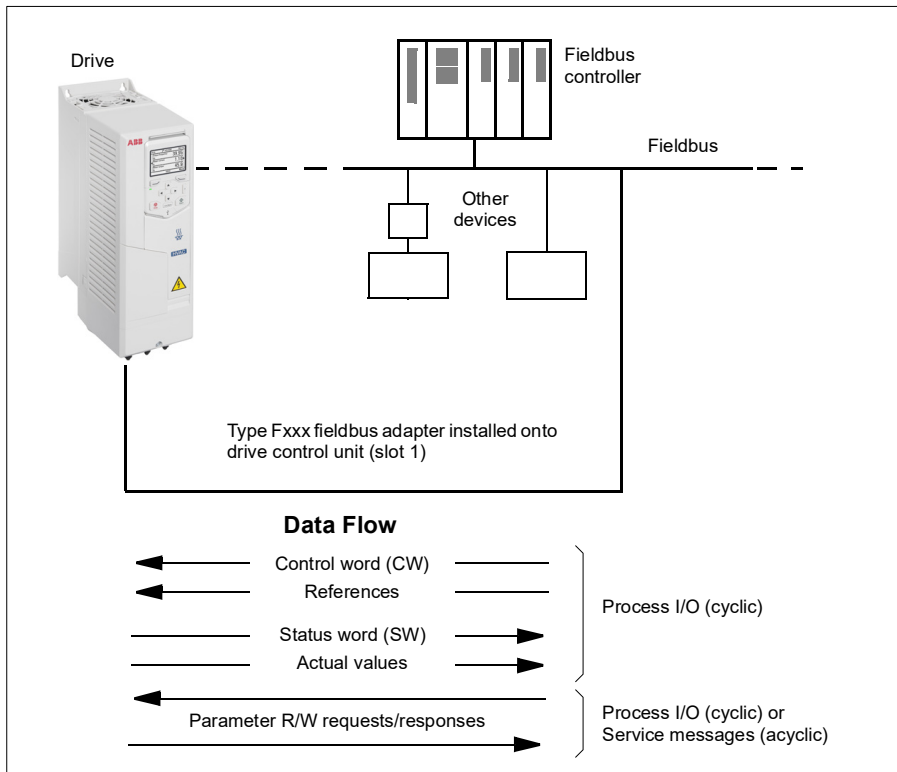 Drive
Fieldbus
controller
ABB
Fieldbus
Other
devices
HVAC
Type Fxxx fieldbus adapter installed onto
drive control unit (slot 1)
Data Flow
Control word (CW)
References
Process I/O (cyclic)
Status word (SW)
Actual values
Parameter R/W requests/responses
Process I/O (cyclic) or
Service messages (acyclic)